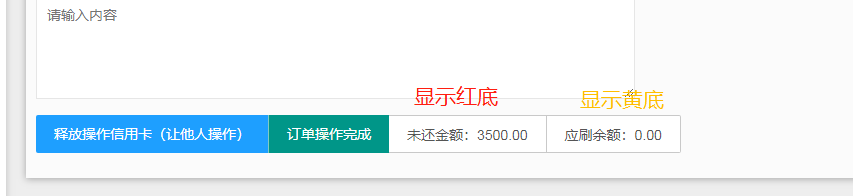 请输入内容
显示红底
显示黄底
释放操作信用卡（让他人操作） 订单操作完成 未还金额：3500.00 应刷余额：0.00